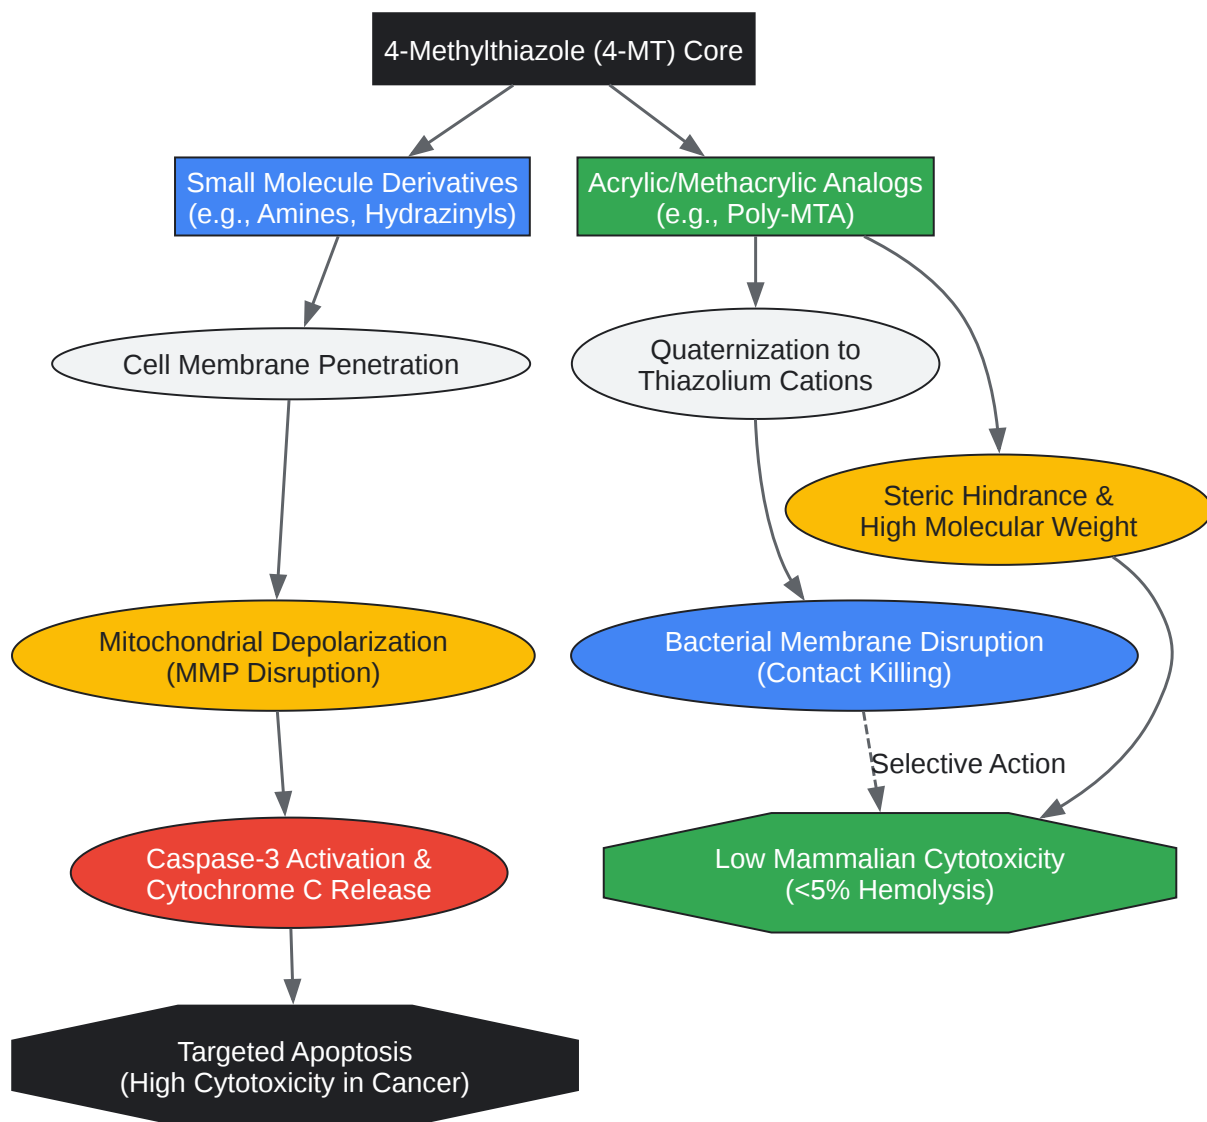 4-Methylthiazole (4-MT) Core
Small Molecule Derivatives
(e.g., Amines, Hydrazinyls)
Acrylic/Methacrylic Analogs
(e.g., Poly-MTA)
Cell Membrane Penetration
Quaternization to
Thiazolium Cations
Steric Hindrance &
High Molecular Weight
Mitochondrial Depolarization
(MMP Disruption)
Bacterial Membrane Disruption
(Contact Killing)
Selective Action
Caspase-3 Activation &
Cytochrome C Release
Low Mammalian Cytotoxicity
(<5% Hemolysis)
Targeted Apoptosis
(High Cytotoxicity in Cancer)